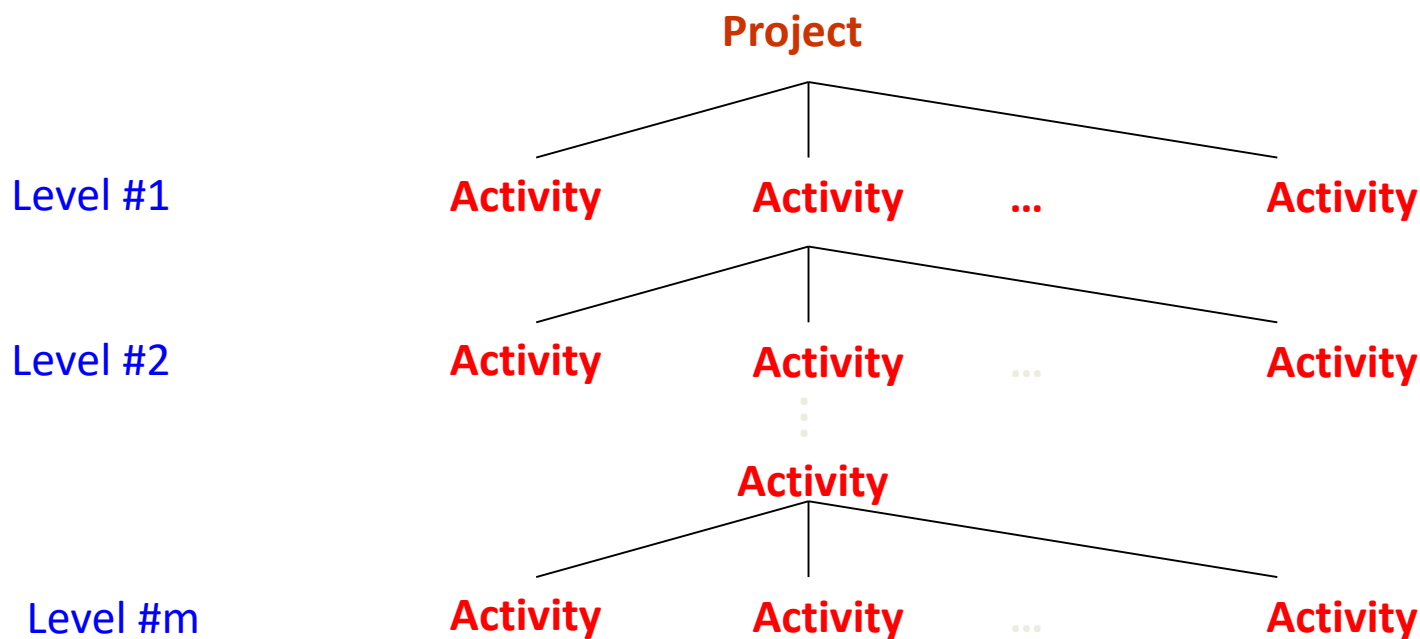 Project
Level #1 Activity Activity ... Activity
Level #2 Activity Activity ... Activity
⋮
Activity
Level #m Activity Activity ... Activity